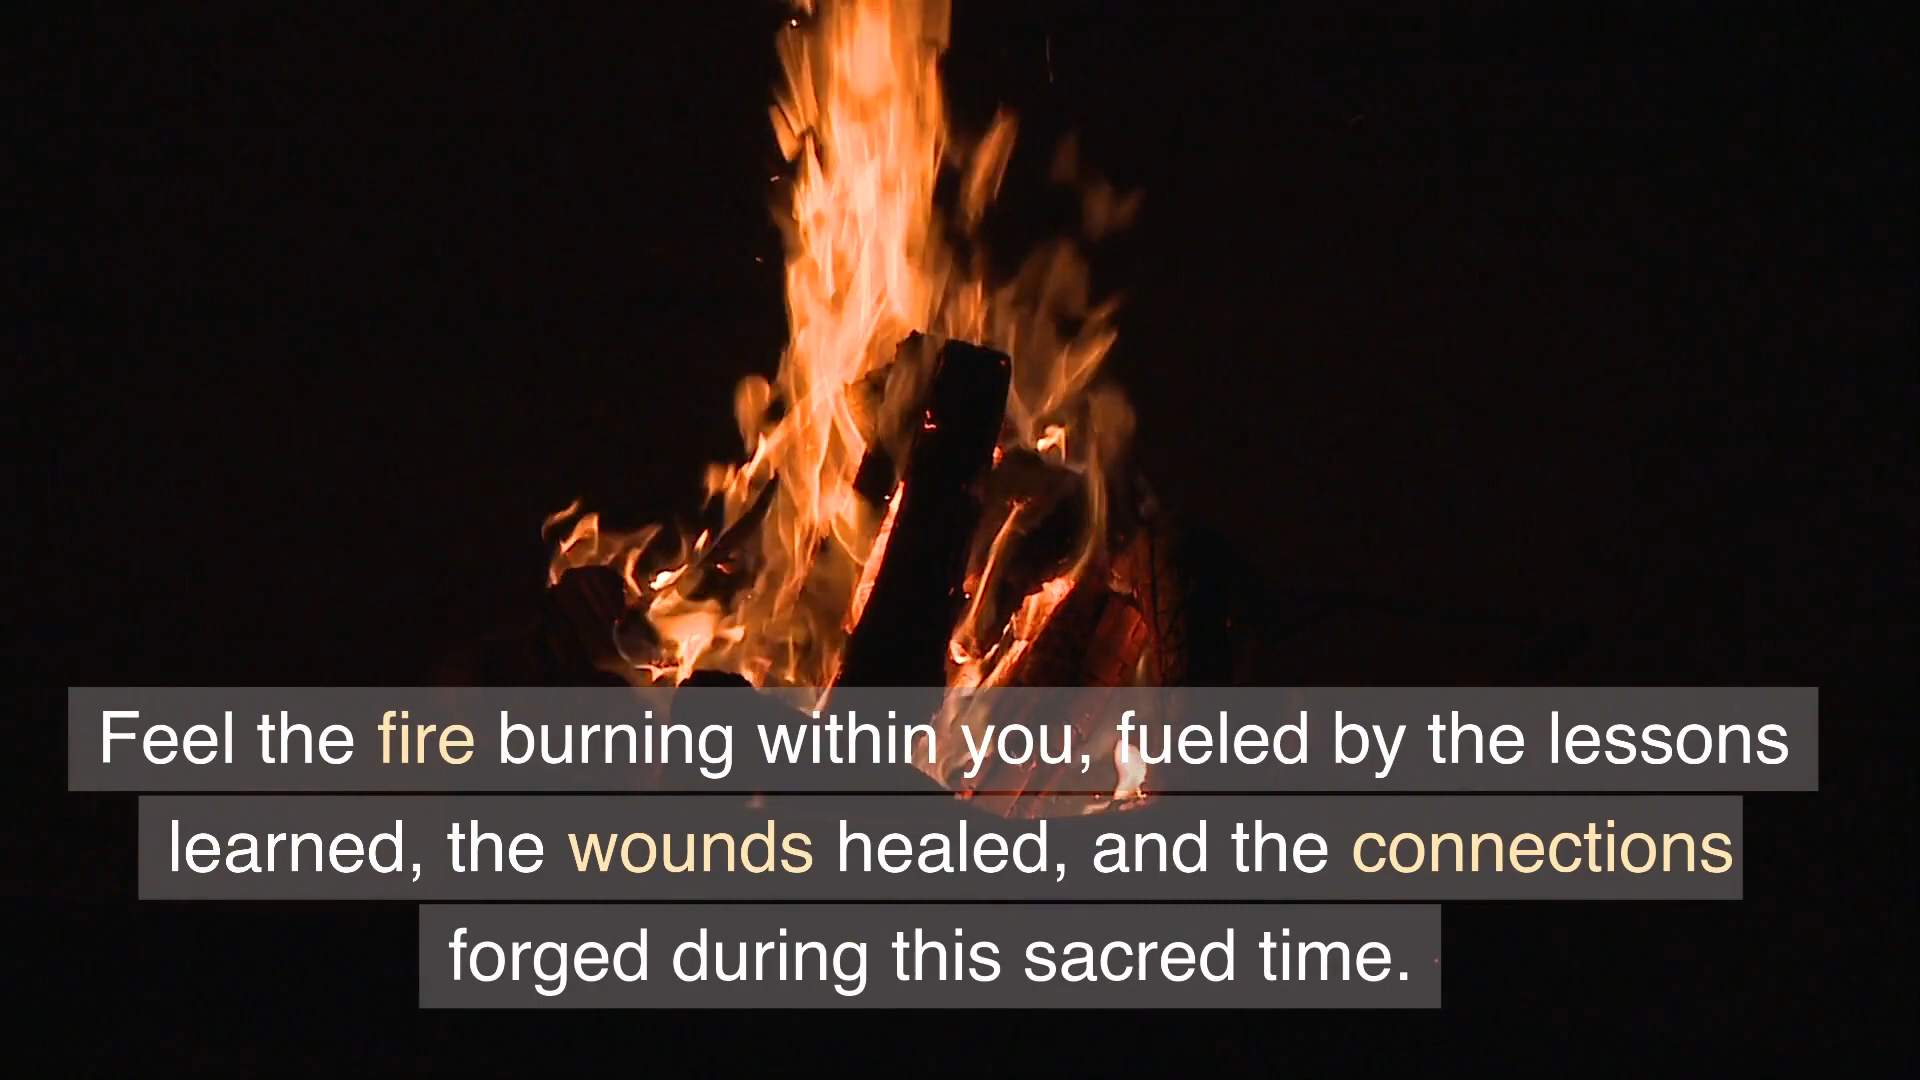 Feel the fire burning within you, fueled by the lessons
learned, the wounds healed, and the connections
forged during this sacred time.